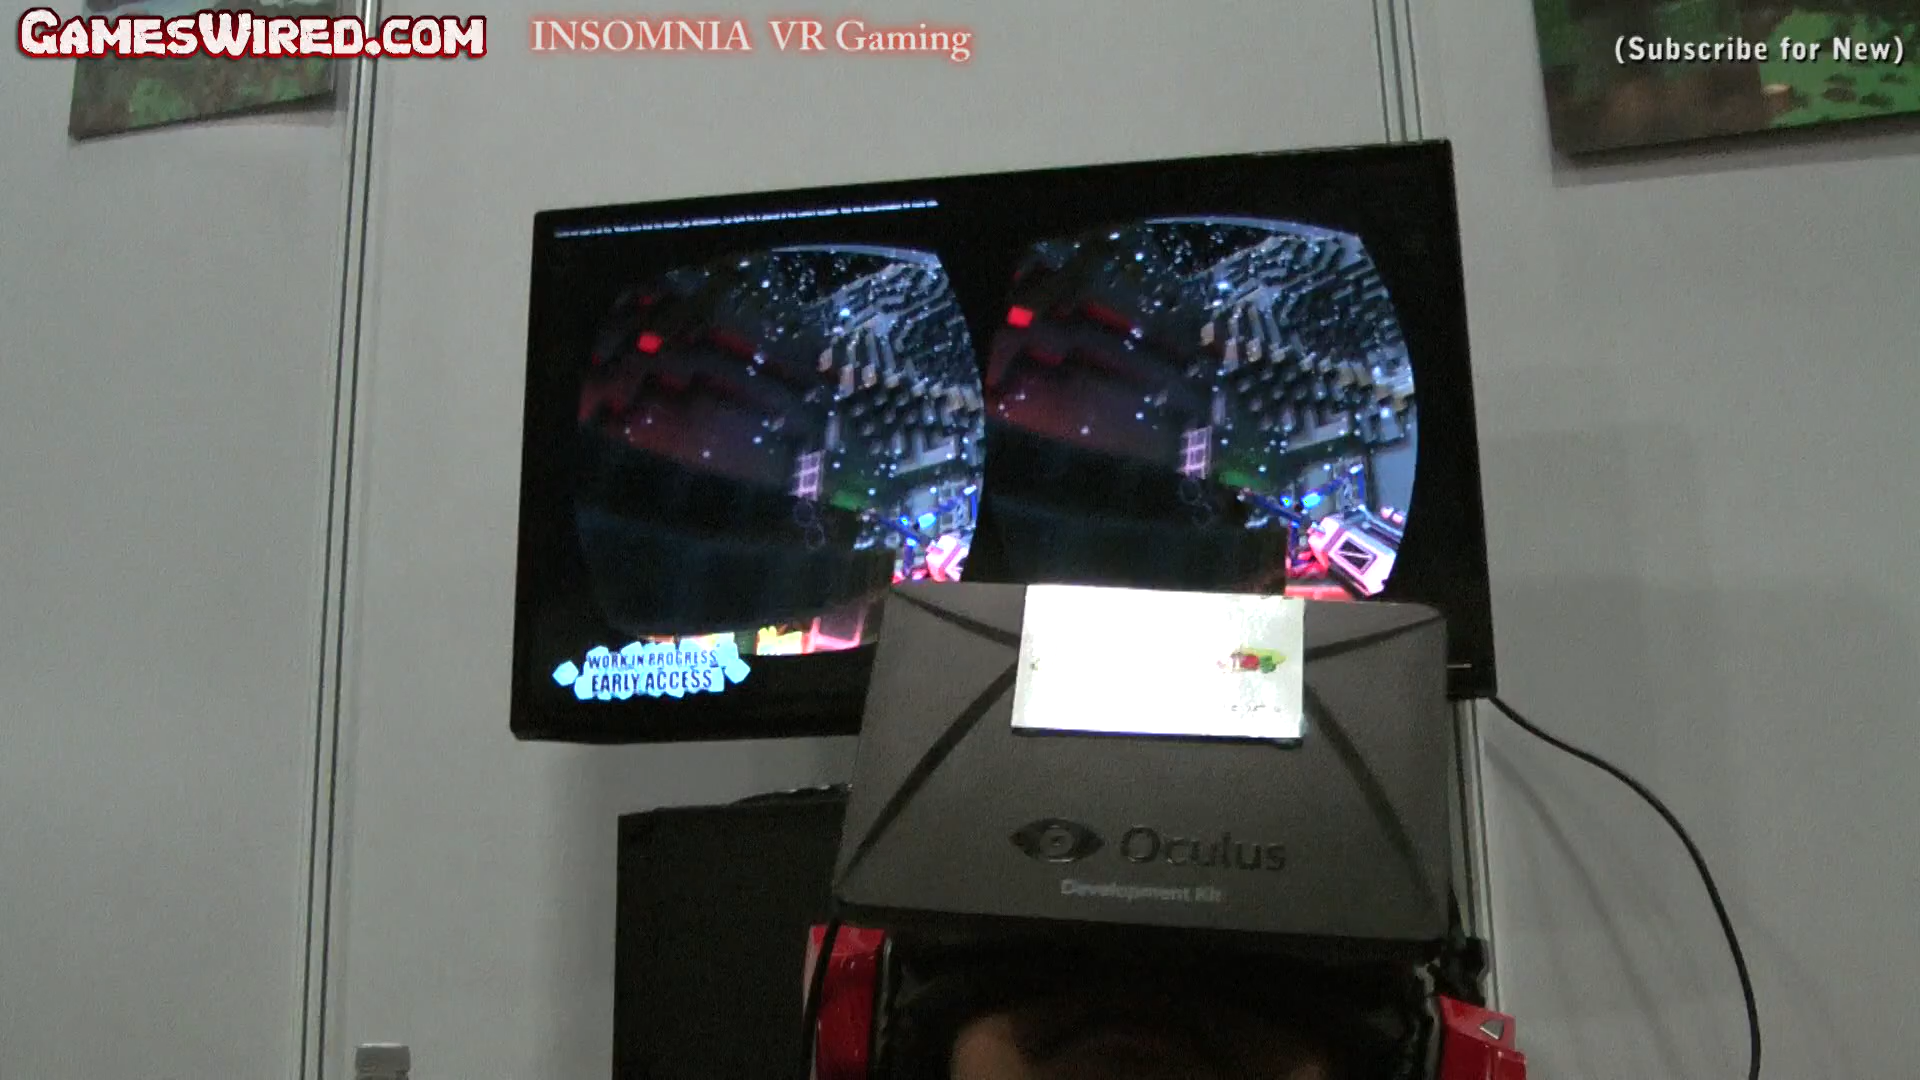 GAMESWIRED.COM
INSOMNIA VR Gaming
(Subscribe for New)
WORK IN PROGRESS
EARLY ACCESS
Oculus
Development Kit